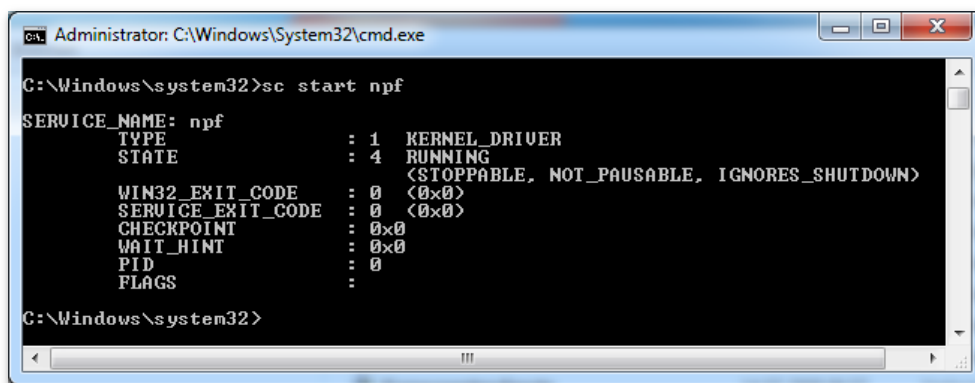 Administrator: C:\Windows\System32\cmd.exe
C:\Windows\system32>sc start npf
SERVICE_NAME: npf
TYPE : 1 KERNEL_DRIVER
STATE : 4 RUNNING
(STOPPABLE, NOT_PAUSABLE, IGNORES_SHUTDOWN)
WIN32_EXIT_CODE : 0 (0x0)
SERVICE_EXIT_CODE : 0 (0x0)
CHECKPOINT : 0x0
WAIT_HINT : 0x0
PID : 0
FLAGS :
C:\Windows\system32>